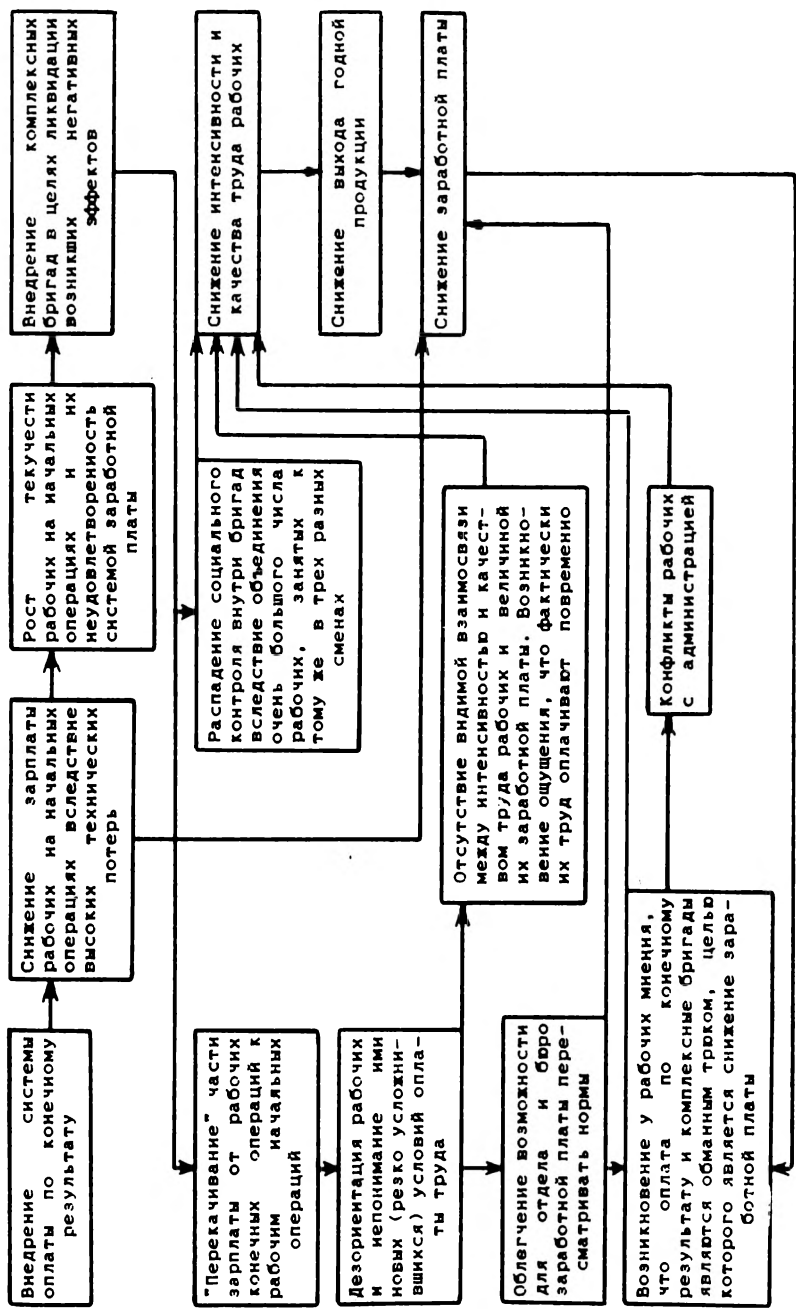 Внедрение системы
оплаты по конечному
результату
Снижение зарплаты
рабочих на начальных
операциях вследствие
высоких технических
потерь
Рост текучести
рабочих на начальных
операциях и их
неудовлетворенность
системой заработной
платы
Внедрение комплексных
бригад в целях ликвидации
возникших негативных
эффектов
"Перекачивание" части
зарплаты от рабочих
конечных операций к
рабочим начальных
операций
Распадение социального
контроля внутри бригад
вследствие объединения
очень большого числа
рабочих, занятых к
тому же в трех разных
сменах
Снижение интенсивности и
качества труда рабочих
Дезориентация рабочих
и непонимание ими
новых (резко усложни-
вшихся) условий опла-
ты труда
Снижение выхода годной
продукции
Отсутствие видимой взаимосвязи
между интенсивностью и качест-
вом труда рабочих и величиной
их заработной платы. Возникно-
вение ощущения, что фактически
их труд оплачивают повременно
Снижение заработной платы
Облегчение возможности
для отдела и бюро
заработной платы пере-
сматривать нормы
Возникновение у рабочих мнения,
что оплата по конечному
результату и комплексные бригады
являются обманным трюком, целью
которого является снижение зара-
ботной платы
Конфликты рабочих
с администрацией